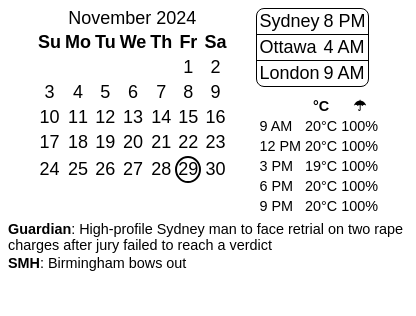 November 2024
Su Mo Tu We Th Fr Sa
1 2
3 4 5 6 7 8 9
10 11 12 13 14 15 16
17 18 19 20 21 22 23
24 25 26 27 28 29 30
Sydney 8 PM
Ottawa 4 AM
London 9 AM
°C ☂
9 AM 20°C 100%
12 PM 20°C 100%
3 PM 19°C 100%
6 PM 20°C 100%
9 PM 20°C 100%
Guardian: High-profile Sydney man to face retrial on two rape
charges after jury failed to reach a verdict
SMH: Birmingham bows out